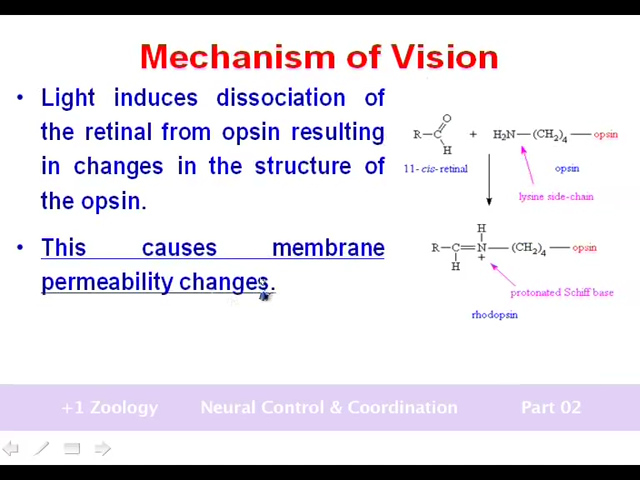 Mechanism of Vision
• Light induces dissociation of
the retinal from opsin resulting
in changes in the structure of
the opsin.
• This causes membrane
permeability changes.
R—C
O
H
+
H₂N—(CH₂)₄—opsin
11-cis-retinal
opsin
lysine side-chain
H
R—C=N—(CH₂)₄—opsin
H
+
protonated Schiff base
rhodopsin
+1 Zoology Neural Control & Coordination Part 02